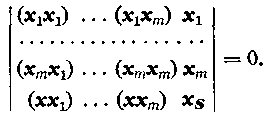 (x₁x₁) ... (x₁xₘ) x₁
..................
(xₘx₁) ... (xₘxₘ) xₘ
(xx₁) ... (xxₘ) xₛ
= 0.